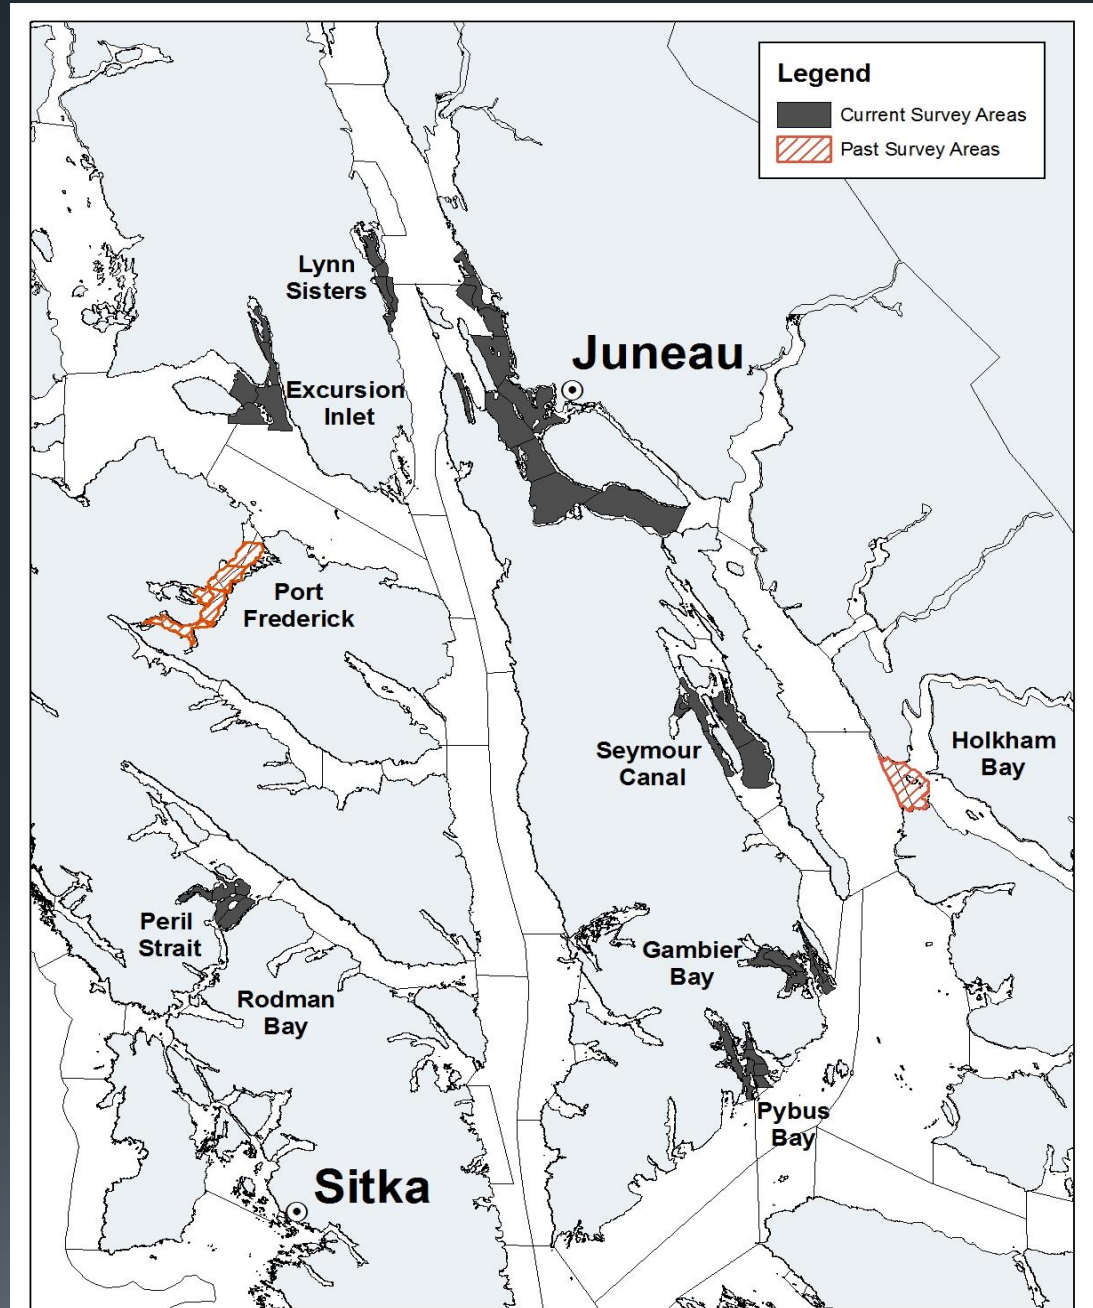 Legend
Current Survey Areas
Past Survey Areas
Lynn
Sisters
Juneau
Excursion
Inlet
Port
Frederick
Seymour
Canal
Holkham
Bay
Peril
Strait
Gambier
Bay
Rodman
Bay
Pybus
Bay
Sitka